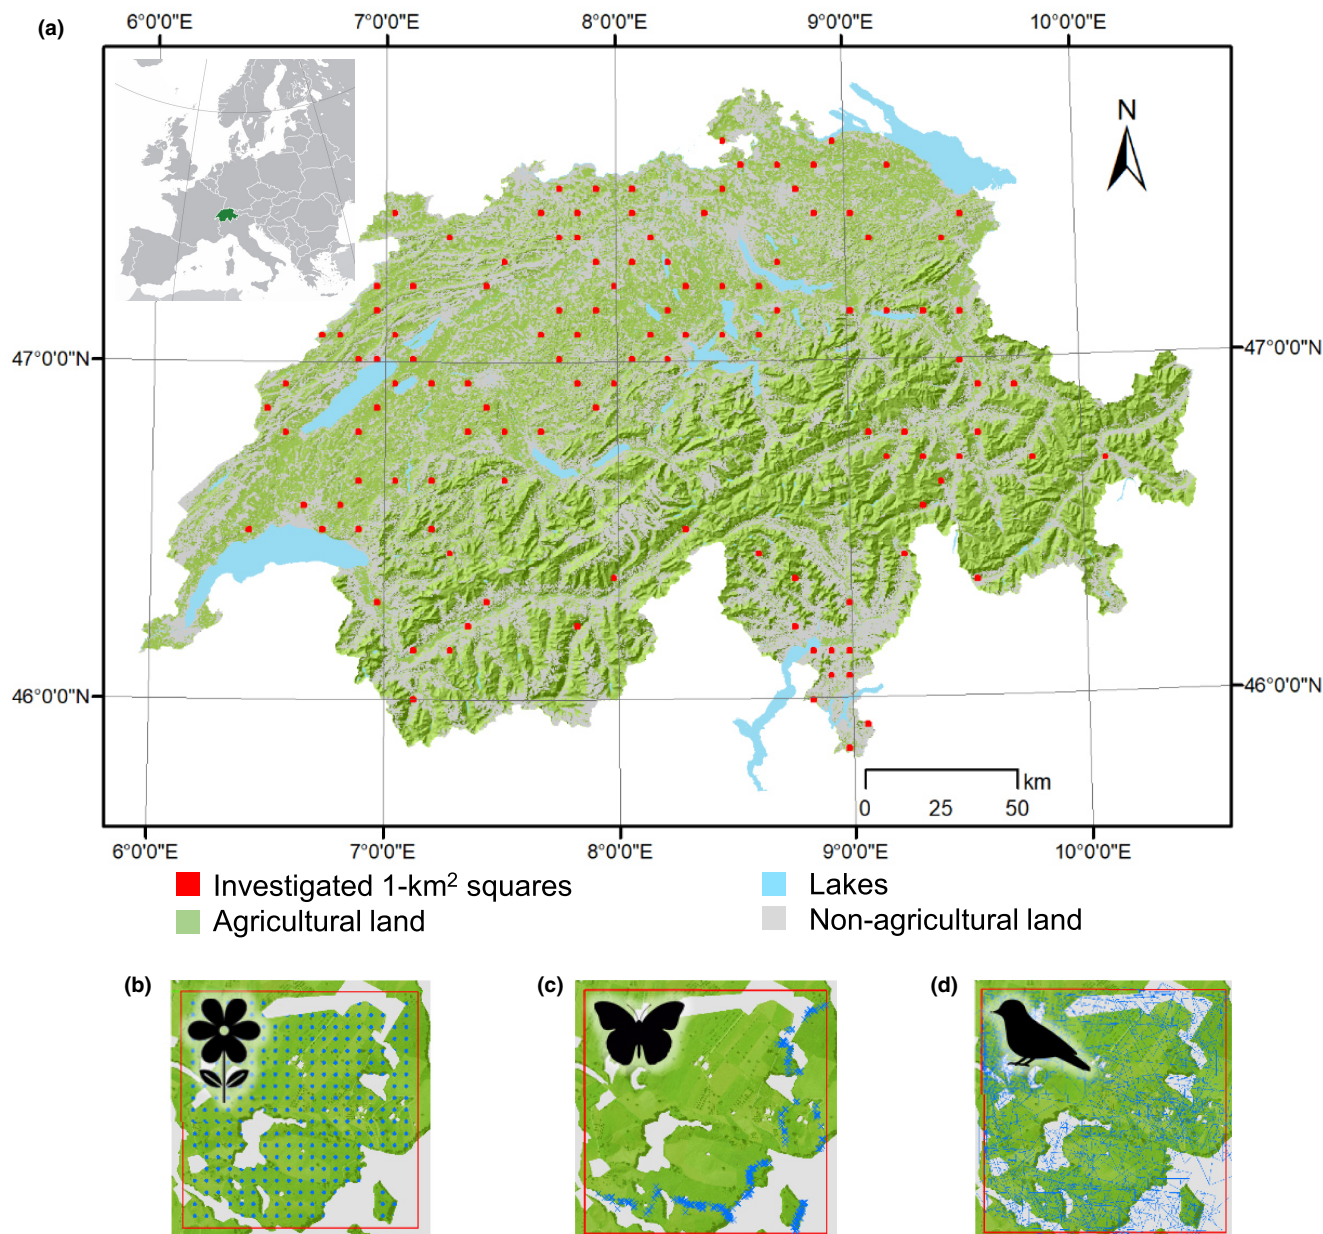 (a)
6°0'0"E 7°0'0"E 8°0'0"E 9°0'0"E 10°0'0"E
N
47°0'0"N 47°0'0"N
46°0'0"N 46°0'0"N
km
0 25 50
6°0'0"E 7°0'0"E 8°0'0"E 9°0'0"E 10°0'0"E
Investigated 1-km² squares Lakes
Agricultural land Non-agricultural land
(b) (c) (d)